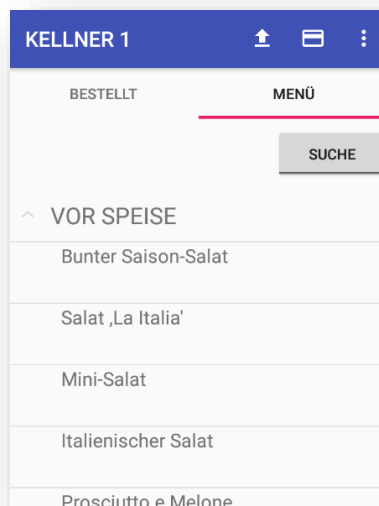 KELLNER 1
BESTELLT MENÜ
SUCHE
VOR SPEISE
Bunter Saison-Salat
Salat ,La Italia'
Mini-Salat
Italienischer Salat
Prosciutto e Melone